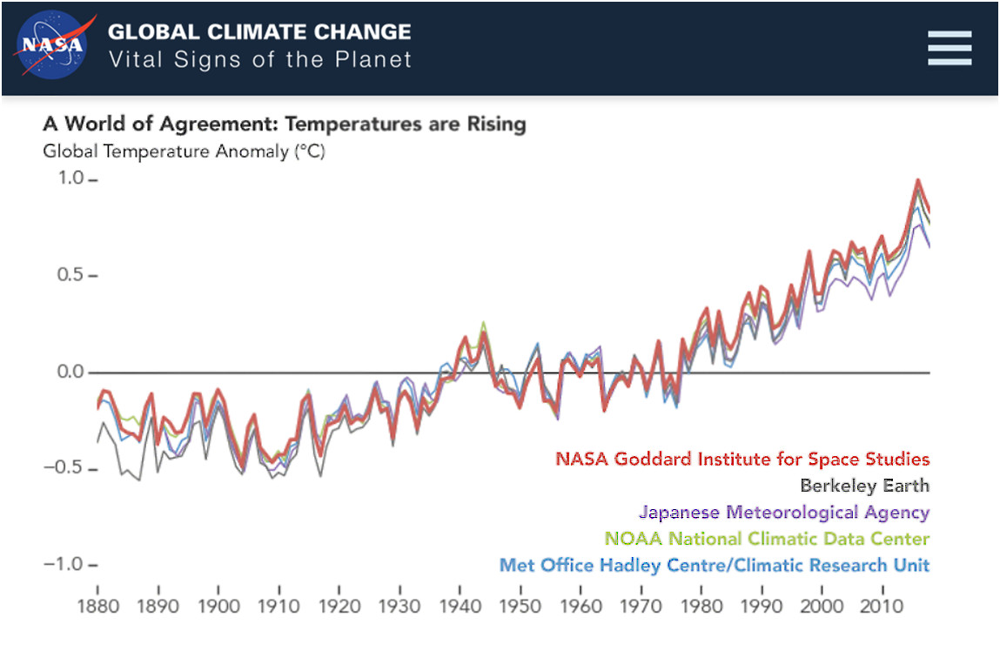 NASA
GLOBAL CLIMATE CHANGE
Vital Signs of the Planet
A World of Agreement: Temperatures are Rising
Global Temperature Anomaly (°C)
1.0
0.5
0.0
−0.5
−1.0
NASA Goddard Institute for Space Studies
Berkeley Earth
Japanese Meteorological Agency
NOAA National Climatic Data Center
Met Office Hadley Centre/Climatic Research Unit
1880 1890 1900 1910 1920 1930 1940 1950 1960 1970 1980 1990 2000 2010